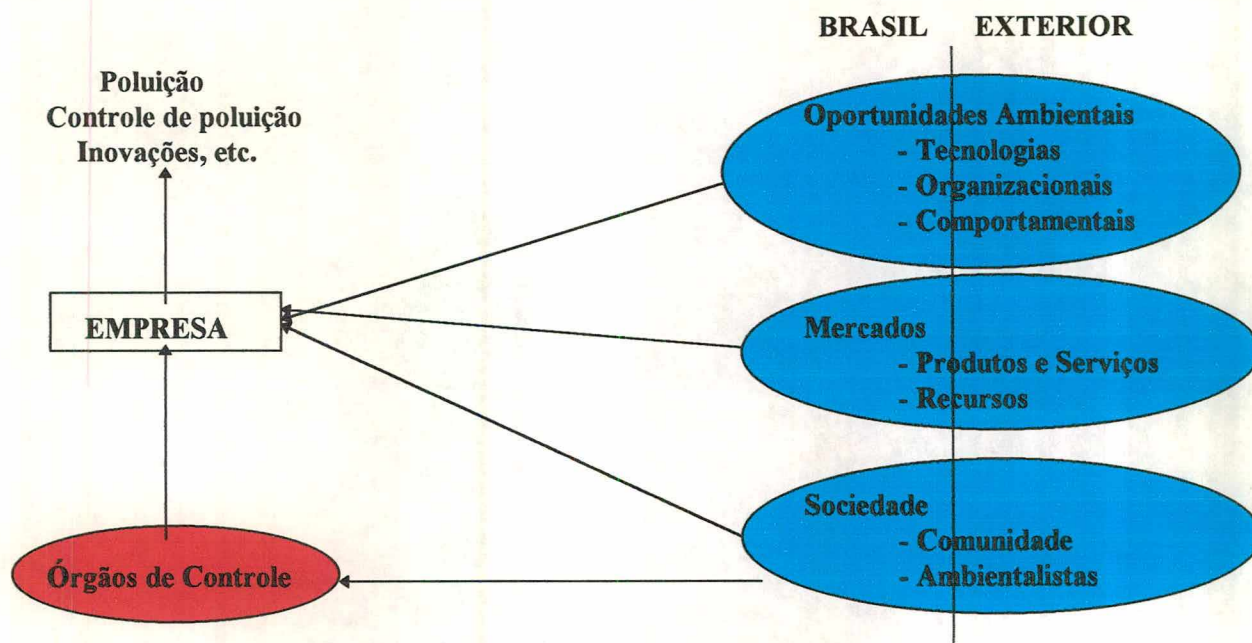 BRASIL EXTERIOR
Poluição
Controle de poluição
Inovações, etc.
Oportunidades Ambientais
- Tecnologias
- Organizacionais
- Comportamentais
EMPRESA
Mercados
- Produtos e Serviços
- Recursos
Sociedade
- Comunidade
- Ambientalistas
Órgãos de Controle